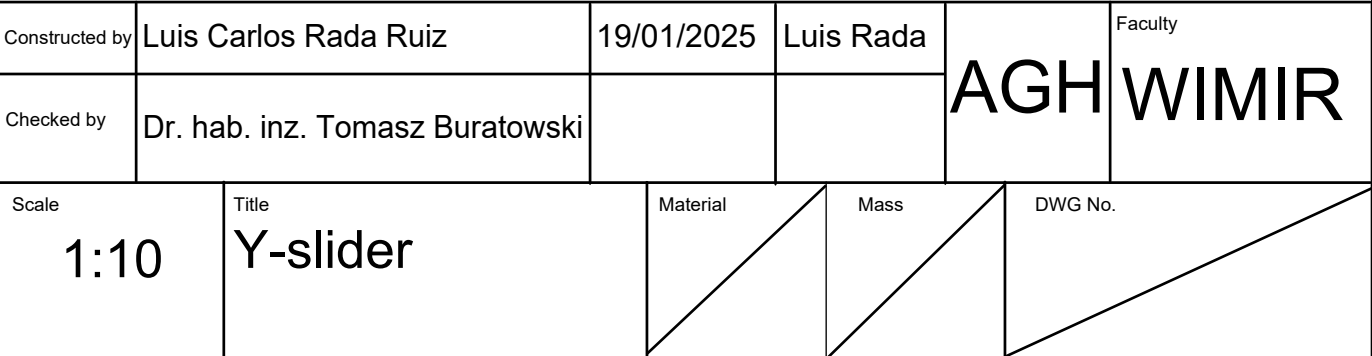 Constructed by Luis Carlos Rada Ruiz 19/01/2025 Luis Rada
AGH
Faculty
WIMIR
Checked by Dr. hab. inz. Tomasz Buratowski
Scale
1:10
Title
Y-slider
Material
Mass
DWG No.